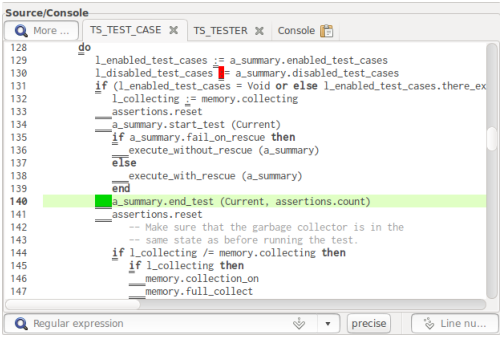 Source/Console
More ... TS_TEST_CASE TS_TESTER Console
128 do
129 l_enabled_test_cases := a_summary.enabled_test_cases
130 l_disabled_test_cases = a_summary.disabled_test_cases
131 if (l_enabled_test_cases = Void or else l_enabled_test_cases.there_ex
132 l_collecting := memory.collecting
133 assertions.reset
134 a_summary.start_test (Current)
135 if a_summary.fail_on_rescue then
136 execute_without_rescue (a_summary)
137 else
138 execute_with_rescue (a_summary)
139 end
140 a_summary.end_test (Current, assertions.count)
141 assertions.reset
142 -- Make sure that the garbage collector is in the
143 -- same state as before running the test.
144 if l_collecting /= memory.collecting then
145 if l_collecting then
146 memory.collection_on
147 memory.full_collect
Regular expression precise Line nu...